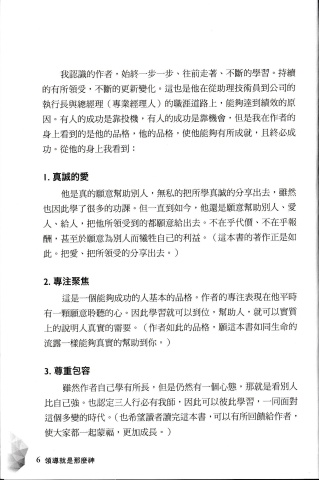 我認識的作者，始終一步一步、往前走著、不斷的學習。持續
的有所領受，不斷的更新變化。這也是他在從助理技術員到公司的
執行長與總經理（專業經理人）的職涯道路上，能夠達到績效的原
因。有人的成功是靠投機，有人的成功是靠機會，但是我在作者的
身上看到的是他的品格，他的品格，使他能夠有所成就，且終必成
功。從他的身上我看到：
1. 真誠的愛
他是真的願意幫助別人，無私的把所學真誠的分享出去，雖然
也因此學了很多的功課。但一直到如今，他還是願意幫助別人、愛
人、給人，把他所領受到的都願意給出去。不在乎代價、不在乎報
酬，甚至於願意為別人而犧牲自己的利益。（這本書的著作正是如
此。把愛、把所領受的分享出去。）
2. 專注聚焦
這是一個能夠成功的人基本的品格。作者的專注表現在他平時
有一顆願意聆聽的心。因此學習就可以到位。幫助人，就可以實質
上的說明人真實的需要。（作者如此的品格，願這本書如同生命的
流露一樣能夠真實的幫助到你。）
3. 尊重包容
雖然作者自己學有所長，但是仍然有一個心態，那就是看別人
比自己強。也認定三人行必有我師，因此可以彼此學習，一同面對
這個多變的時代。（也希望讀者讀完這本書，可以有所回饋給作者，
使大家都一起蒙福，更加成長。）
6 領導就是那麼神